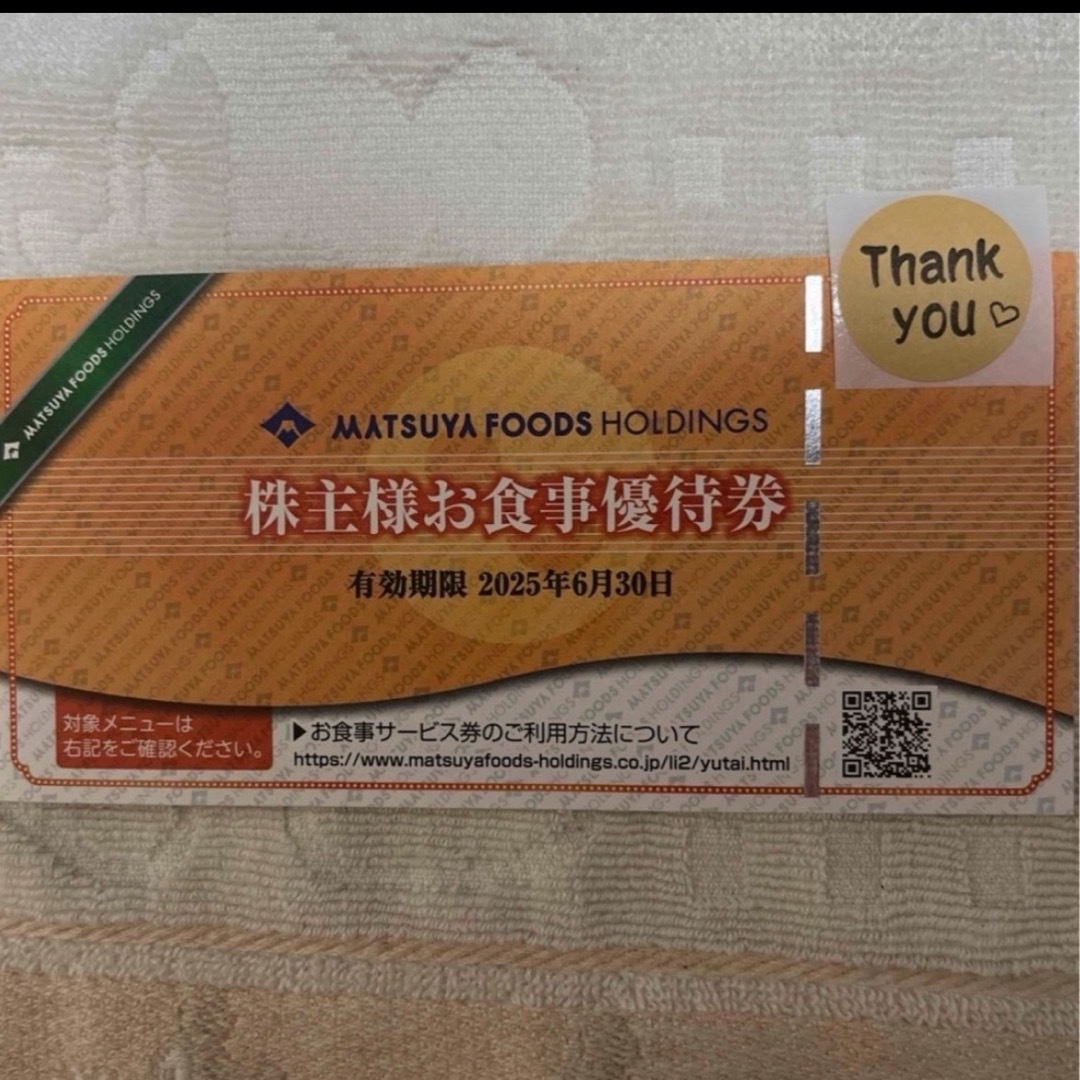 Thank
you
MATSUYA FOODS HOLDINGS
MATSUYA FOODS HOLDINGS
株主様お食事優待券
有効期限 2025年6月30日
対象メニューは
右記をご確認ください。
▶お食事サービス券のご利用方法について
https://www.matsuyafoods-holdings.co.jp/li2/yutai.html